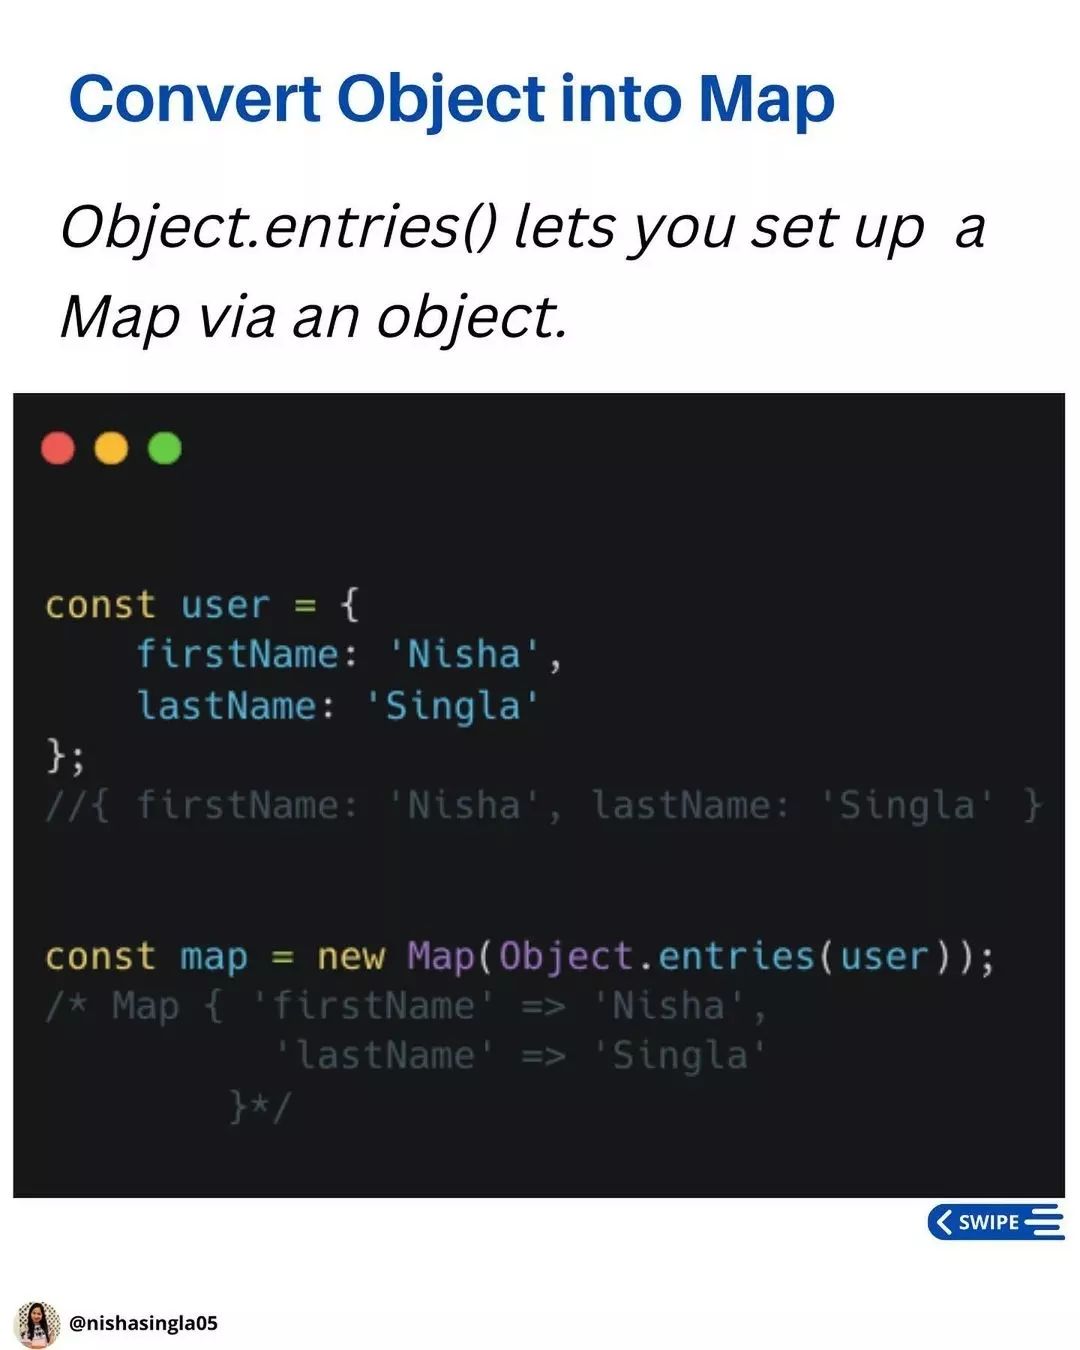 Convert Object into Map
Object.entries() lets you set up a
Map via an object.
const user = {
    firstName: 'Nisha',
    lastName: 'Singla'
};
//{ firstName: 'Nisha', lastName: 'Singla' }
const map = new Map(Object.entries(user));
/* Map { 'firstName' => 'Nisha',
          'lastName' => 'Singla'
        }*/
SWIPE
@nishasingla05